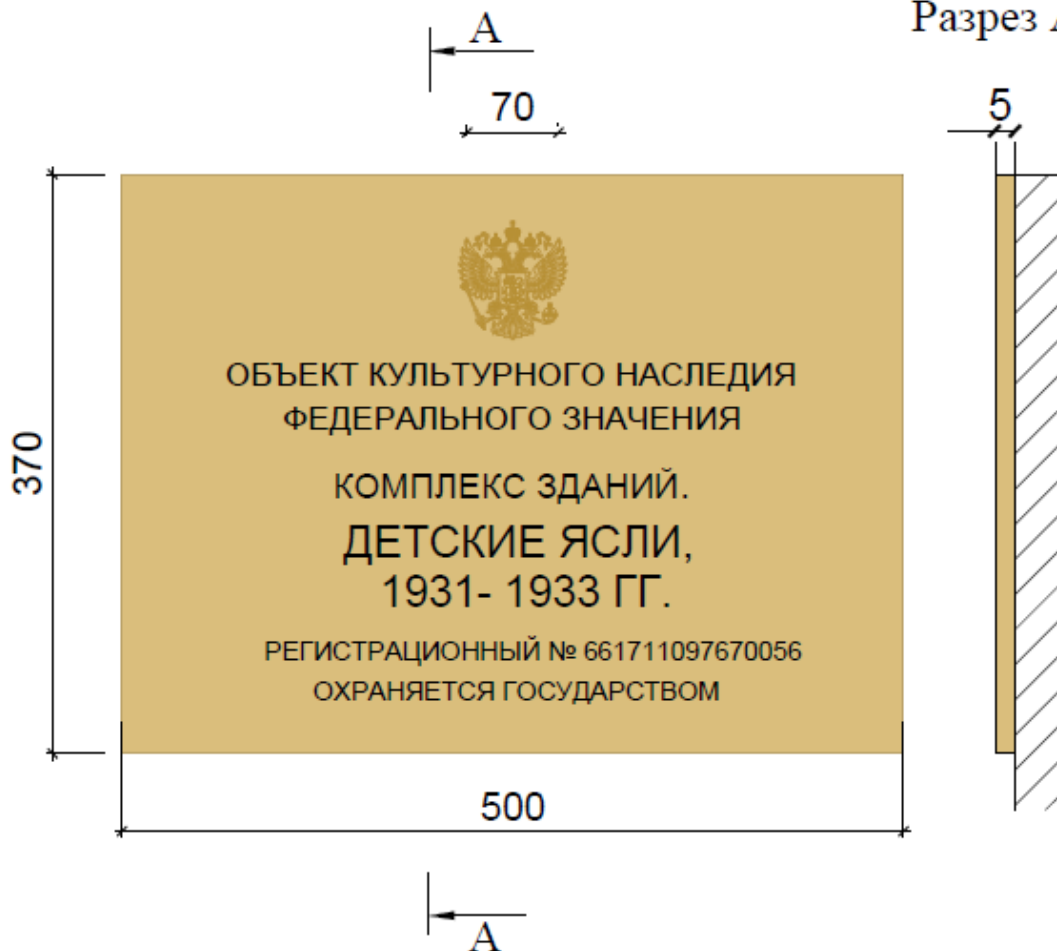 А
Разрез
70
5
370
ОБЪЕКТ КУЛЬТУРНОГО НАСЛЕДИЯ
ФЕДЕРАЛЬНОГО ЗНАЧЕНИЯ
КОМПЛЕКС ЗДАНИЙ.
ДЕТСКИЕ ЯСЛИ,
1931- 1933 ГГ.
РЕГИСТРАЦИОННЫЙ № 661711097670056
ОХРАНЯЕТСЯ ГОСУДАРСТВОМ
500
А